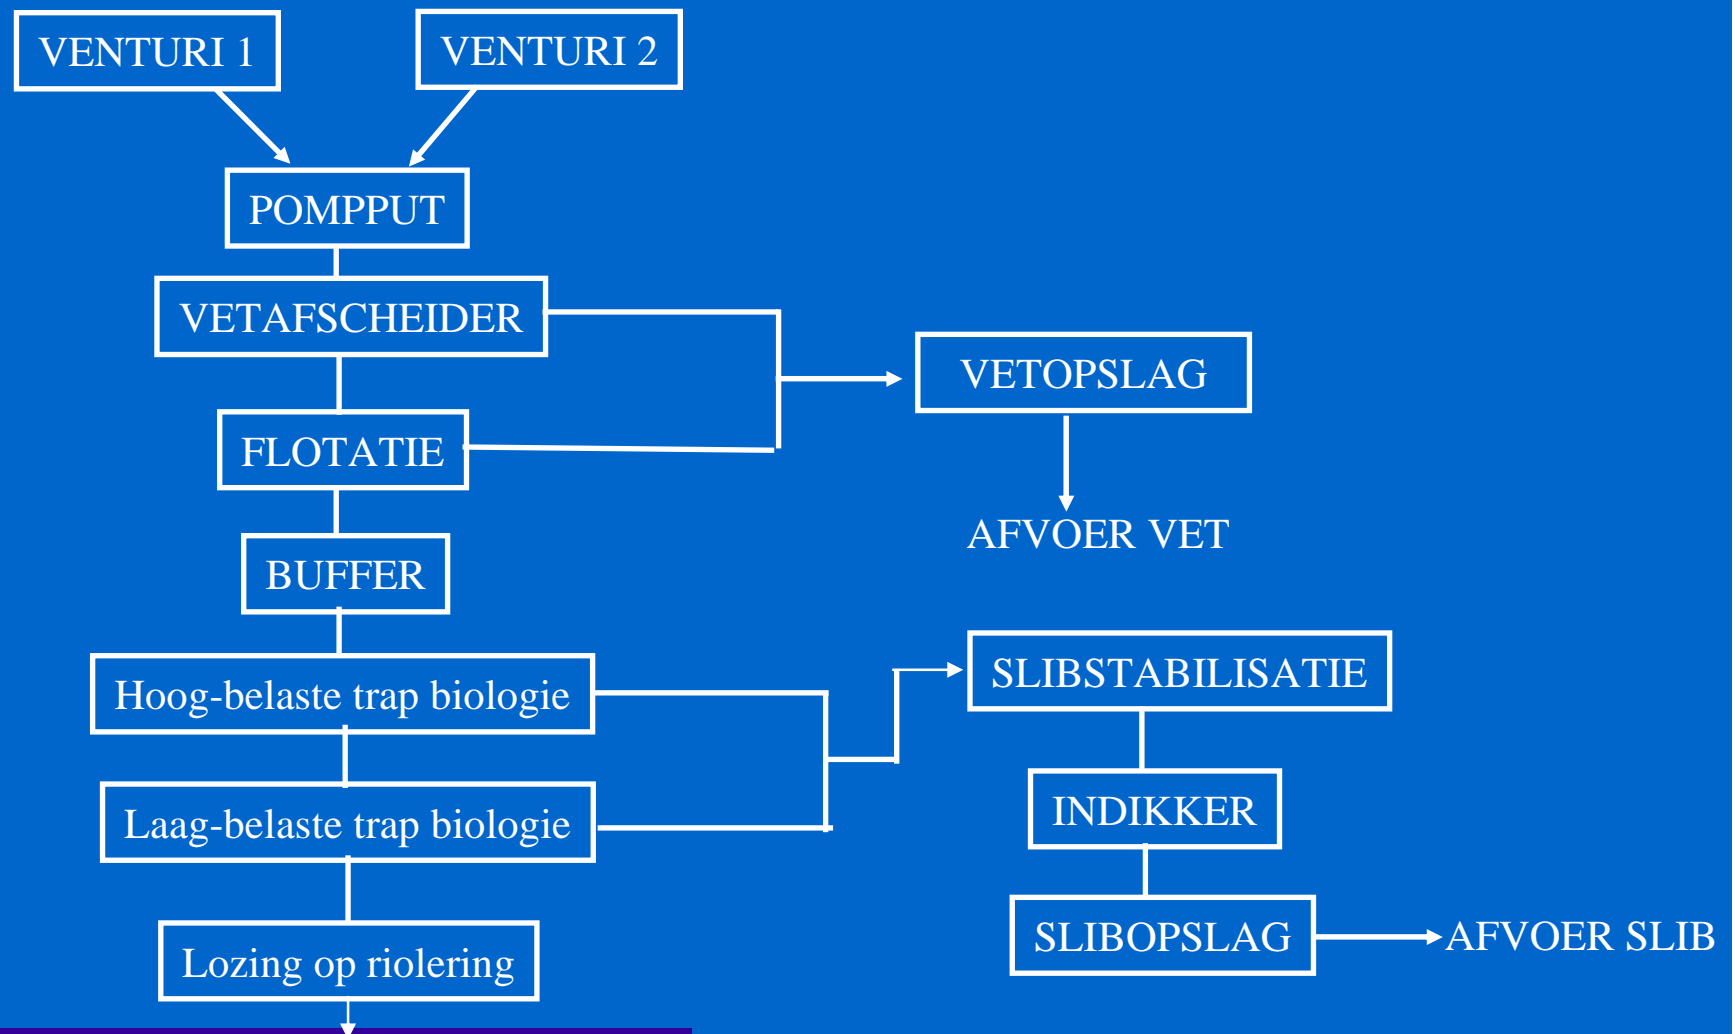 VENTURI 1
VENTURI 2
POMPPUT
VETAFSCHEIDER
VETOPSLAG
FLOTATIE
AFVOER VET
BUFFER
SLIBSTABILISATIE
Hoog-belaste trap biologie
INDIKKER
Laag-belaste trap biologie
SLIBOPSLAG
AFVOER SLIB
Lozing op riolering